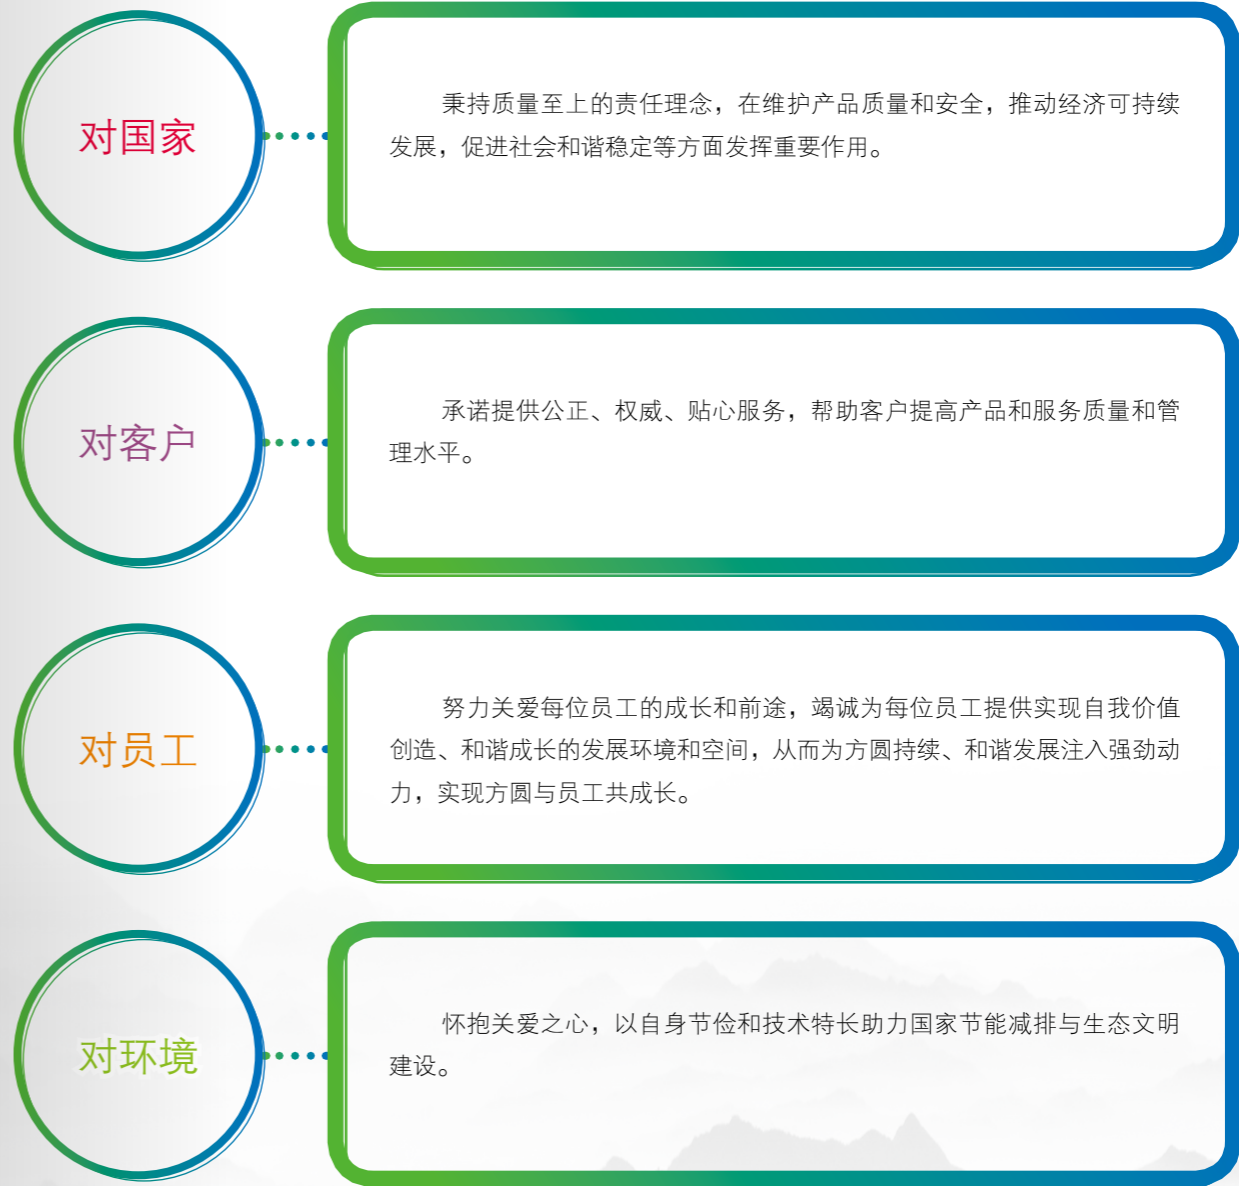 对国家
秉持质量至上的责任理念，在维护产品质量和安全，推动经济可持续
发展，促进社会和谐稳定等方面发挥重要作用。
对客户
承诺提供公正、权威、贴心服务，帮助客户提高产品和服务质量和管
理水平。
对员工
努力关爱每位员工的成长和前途，竭诚为每位员工提供实现自我价值
创造、和谐成长的发展环境和空间，从而为方圆持续、和谐发展注入强劲动
力，实现方圆与员工共成长。
对环境
怀抱关爱之心，以自身节俭和技术特长助力国家节能减排与生态文明
建设。